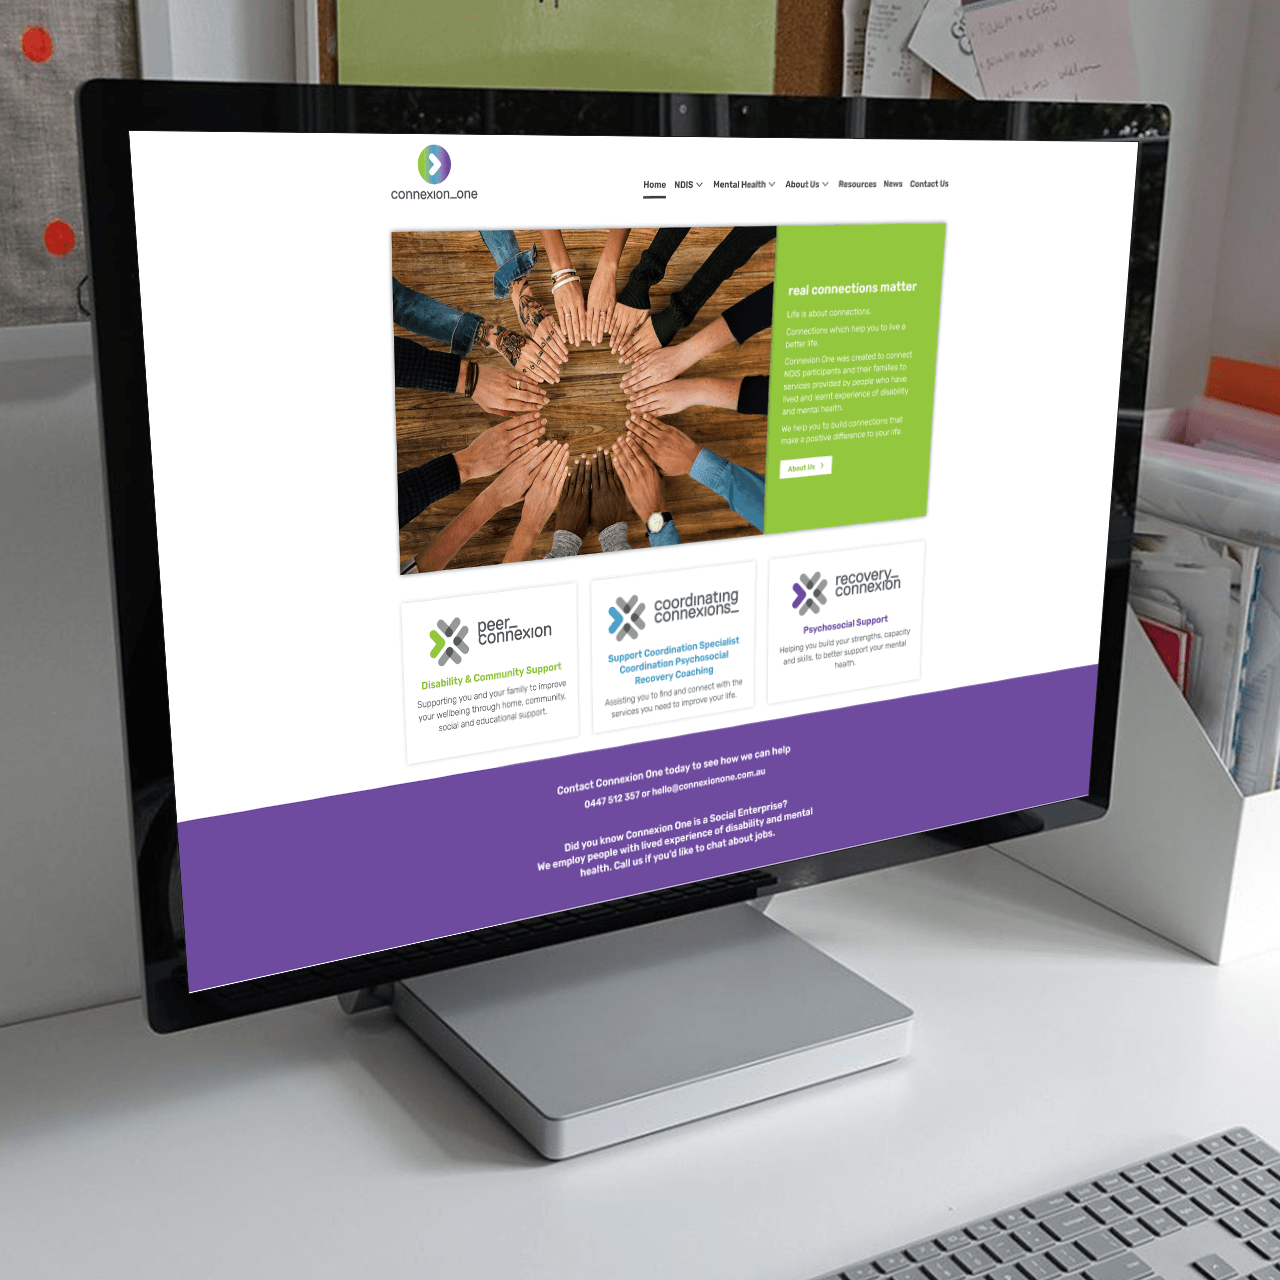 PUNCH + LOGO
connexion_one
Home NDIS Mental Health About Us Resources News Contact Us
real connections matter
Life is about connections.
Connections which help you to live a
better life.
Connexion One was created to connect
NDIS participants and their families to
services provided by people who have
lived and learnt experience of disability
and mental health.
We help you to build connections that
make a positive difference to your life.
About Us
peer_
connexion
Disability & Community Support
Supporting you and your family to improve
your wellbeing through home, community,
social and educational support.
coordinating
connexions_
Support Coordination Specialist
Coordination Psychosocial
Recovery Coaching
Assisting you to find and connect with the
services you need to improve your life.
recovery_
connexion
Psychosocial Support
Helping you build your strengths, capacity
and skills, to better support your mental
health.
Contact Connexion One today to see how we can help
0447 512 357 or hello@connexionone.com.au
Did you know Connexion One is a Social Enterprise?
We employ people with lived experience of disability and mental
health. Call us if you'd like to chat about jobs.